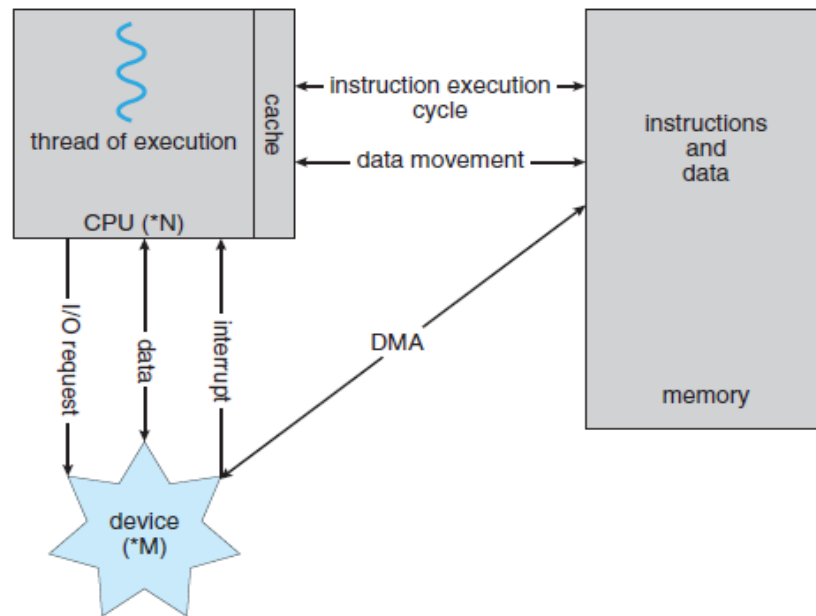 thread of execution
cache
CPU (*N)
instruction execution
cycle
data movement
instructions
and
data
memory
I/O request
data
interrupt
DMA
device
(*M)